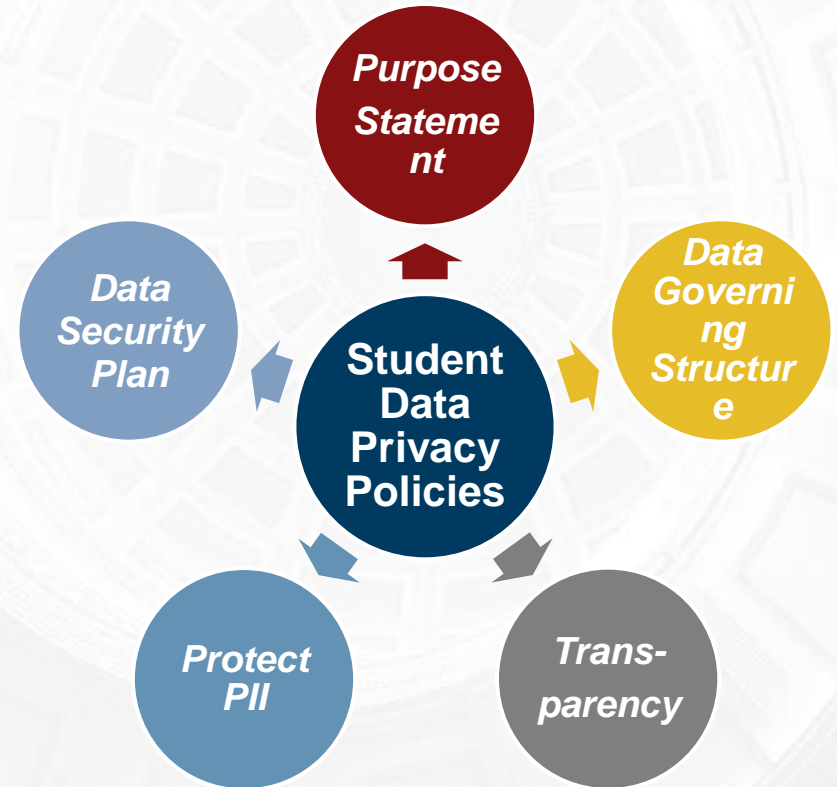 Purpose
Stateme
nt
Data
Governi
ng
Structur
e
Trans-
parency
Protect
PII
Data
Security
Plan
Student
Data
Privacy
Policies